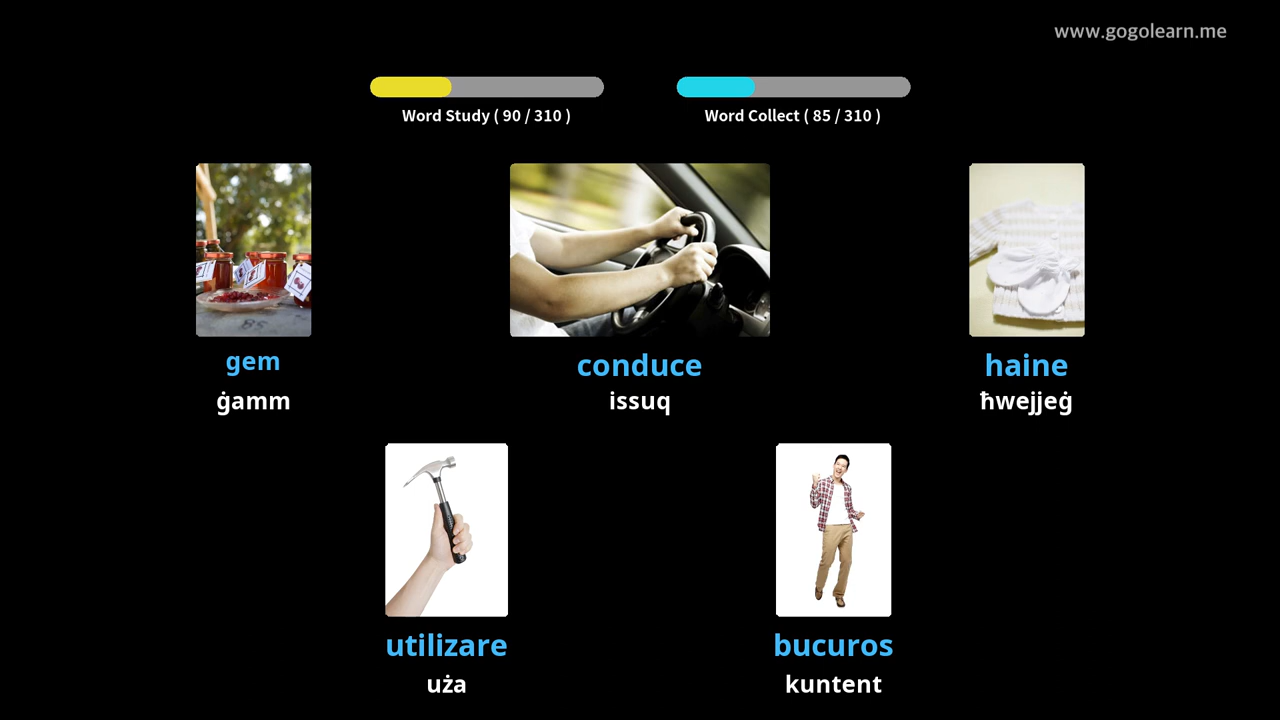 www.gogolearn.me
Word Study ( 90 / 310 )
Word Collect ( 85 / 310 )
gem
ġamm
conduce
issuq
haine
ħwejjeġ
utilizare
uża
bucuros
kuntent